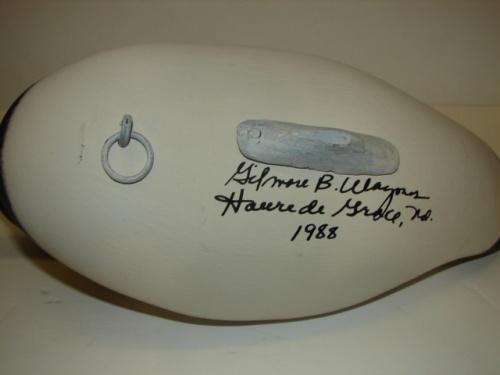 Gilmore B. Wagoner
Havre de Grace, Md.
1988